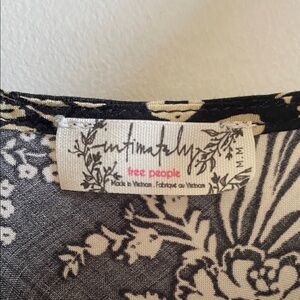 intimately
free people
Made in Vietnam . Fabriqué au Vietnam
M.M